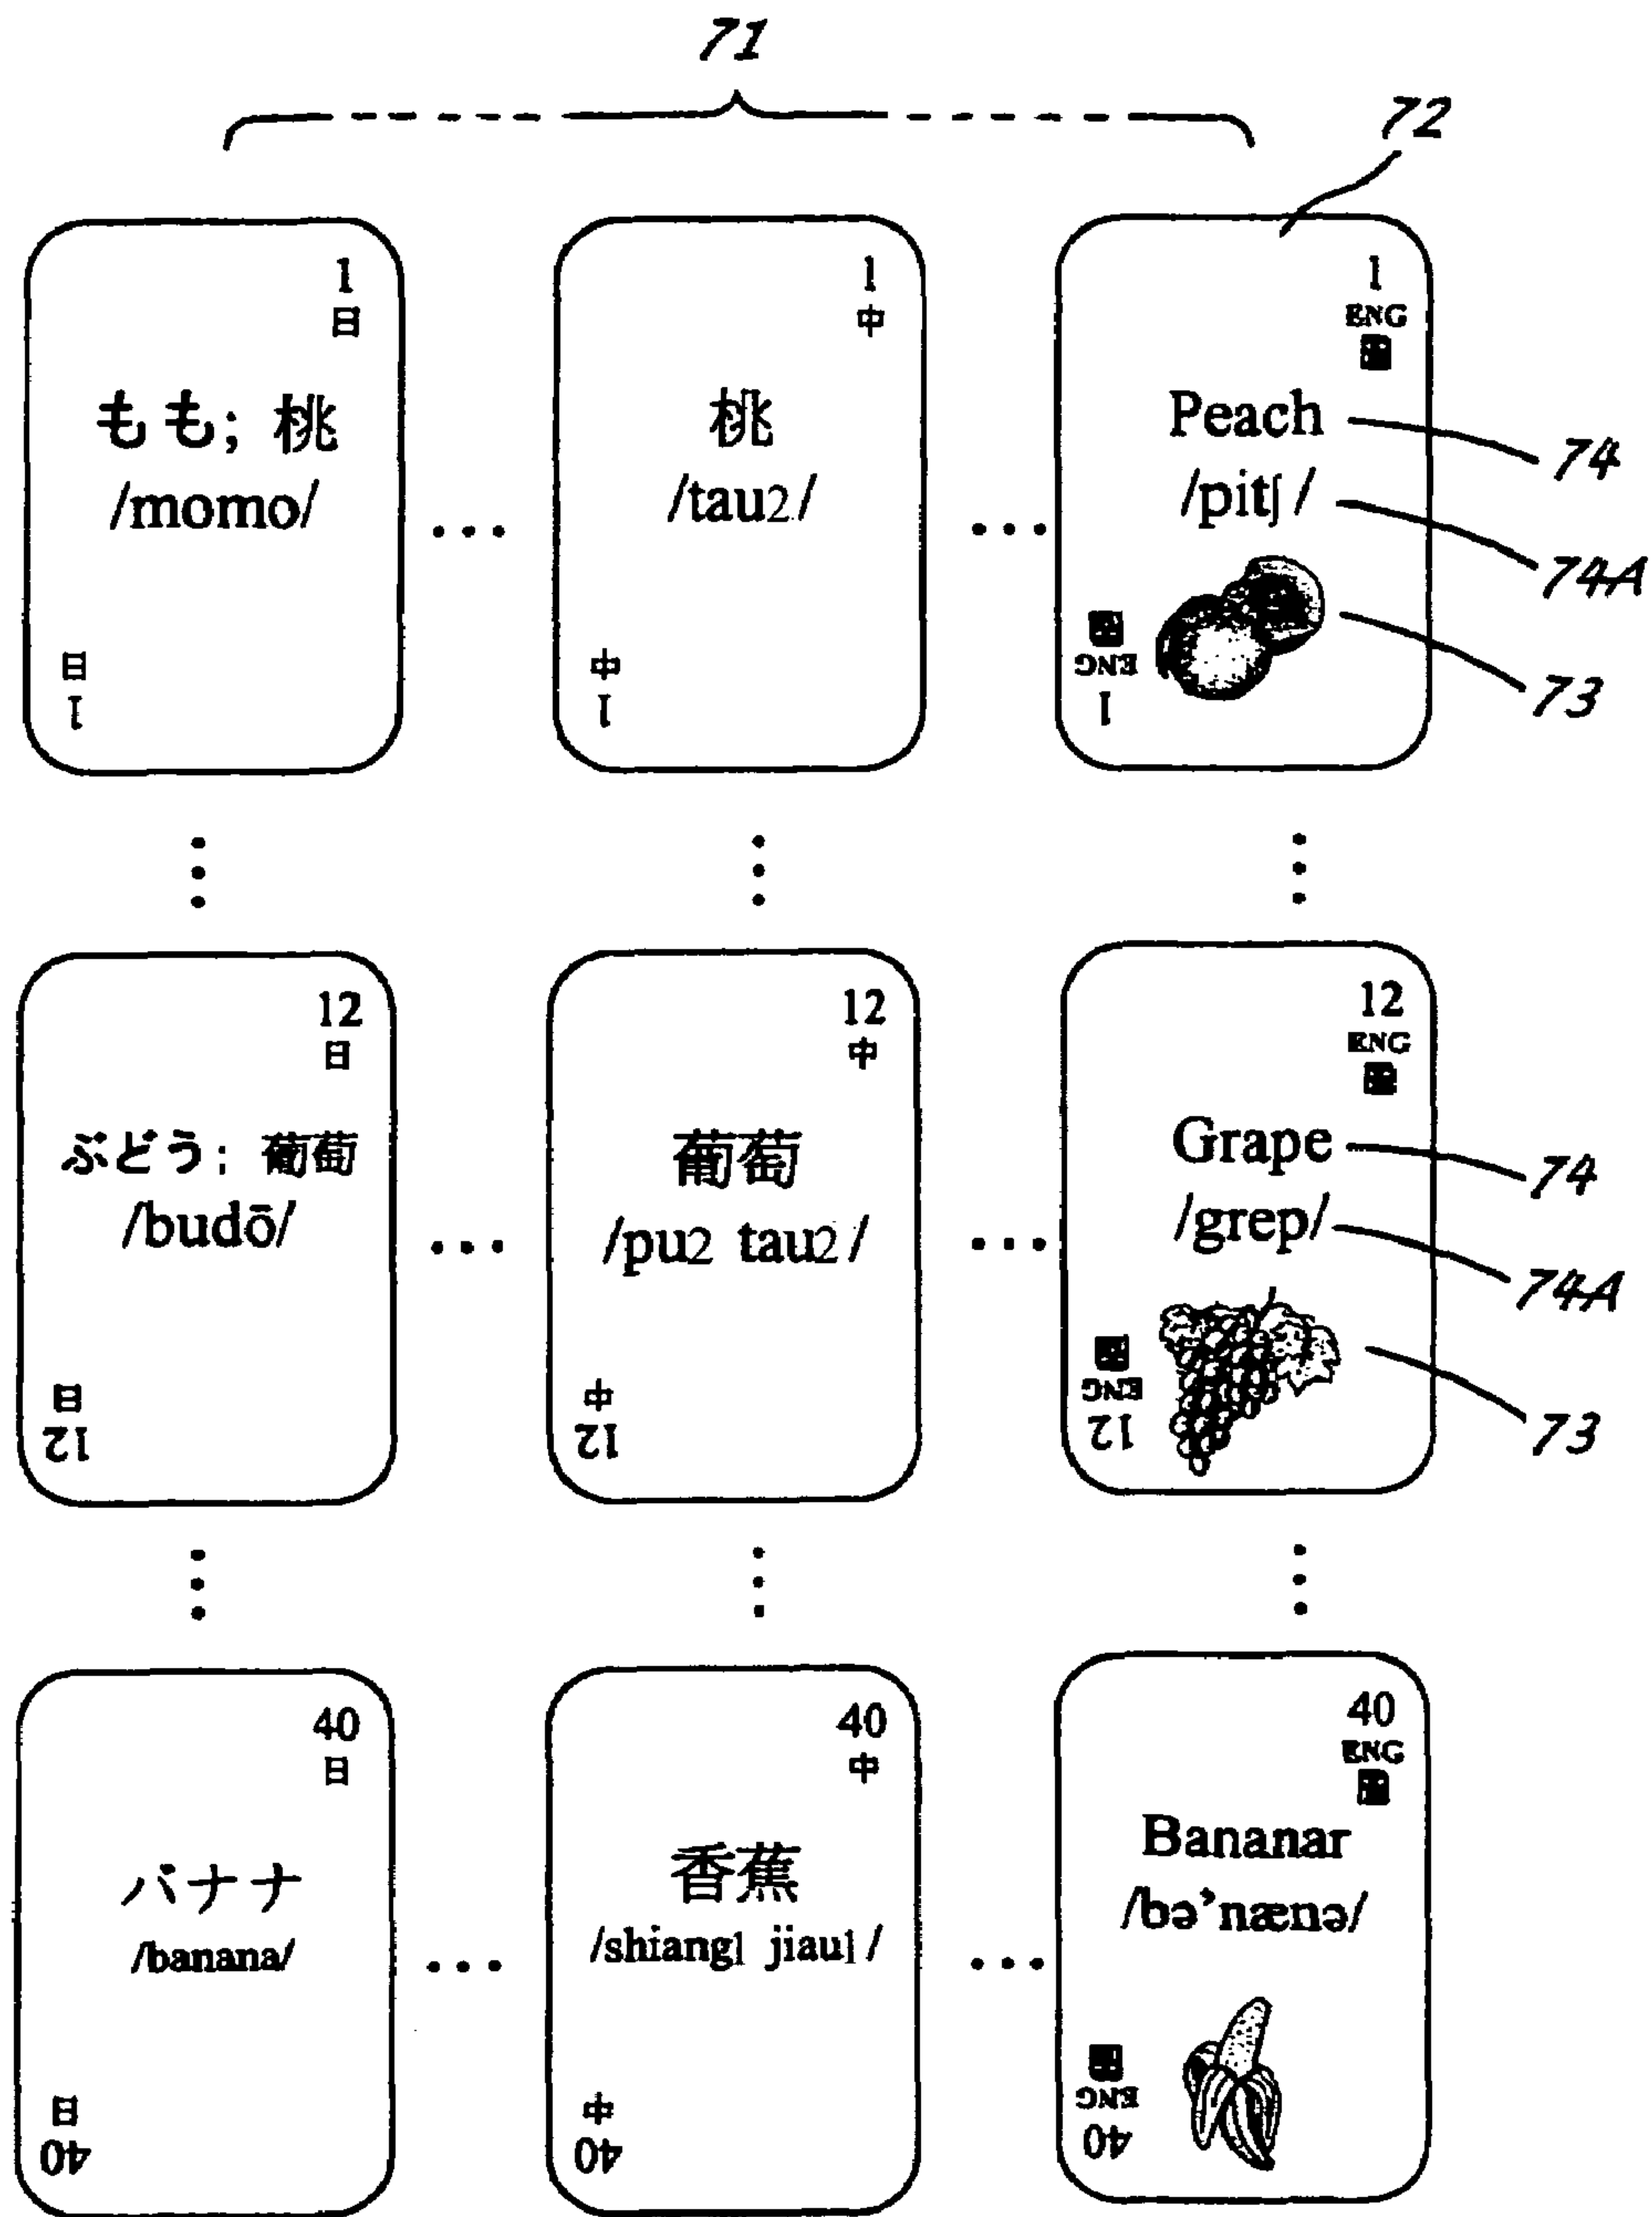 71
72
1
日
もも; 桃
/momo/
日
1
1
中
桃
/tau2/
中
1
1
ENG
Peach
/pitʃ /
ENG
1
74
74A
73
12
日
ぶどう; 葡萄
/budō/
日
12
12
中
葡萄
/pu2 tau2/
中
12
12
ENG
Grape
/grep/
ENG
12
74
74A
73
40
日
バナナ
/banana/
日
40
40
中
香蕉
/shiang1 jiau1/
中
40
40
ENG
Bananar
/bə’nænə/
ENG
40